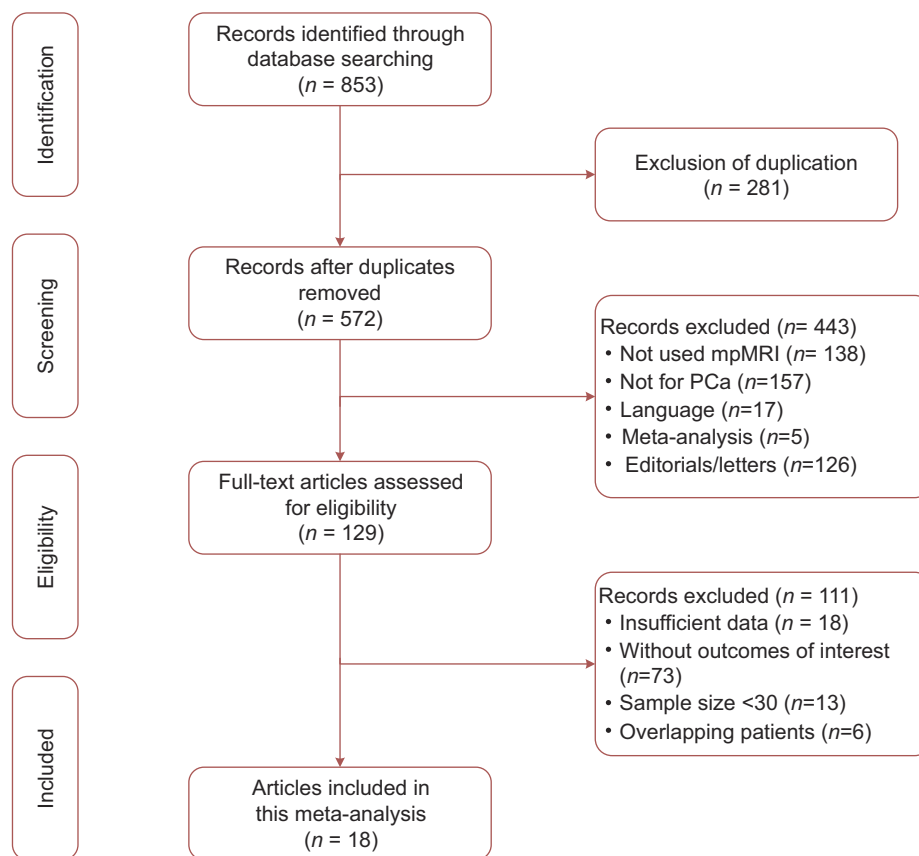 Identification
Records identified through
database searching
(n = 853)
Exclusion of duplication
(n = 281)
Screening
Records after duplicates
removed
(n = 572)
Records excluded (n= 443)
• Not used mpMRI (n= 138)
• Not for PCa (n=157)
• Language (n=17)
• Meta-analysis (n=5)
• Editorials/letters (n=126)
Eligibility
Full-text articles assessed
for eligibility
(n = 129)
Records excluded (n = 111)
• Insufficient data (n = 18)
• Without outcomes of interest
(n=73)
• Sample size <30 (n=13)
• Overlapping patients (n=6)
Included
Articles included in
this meta-analysis
(n = 18)